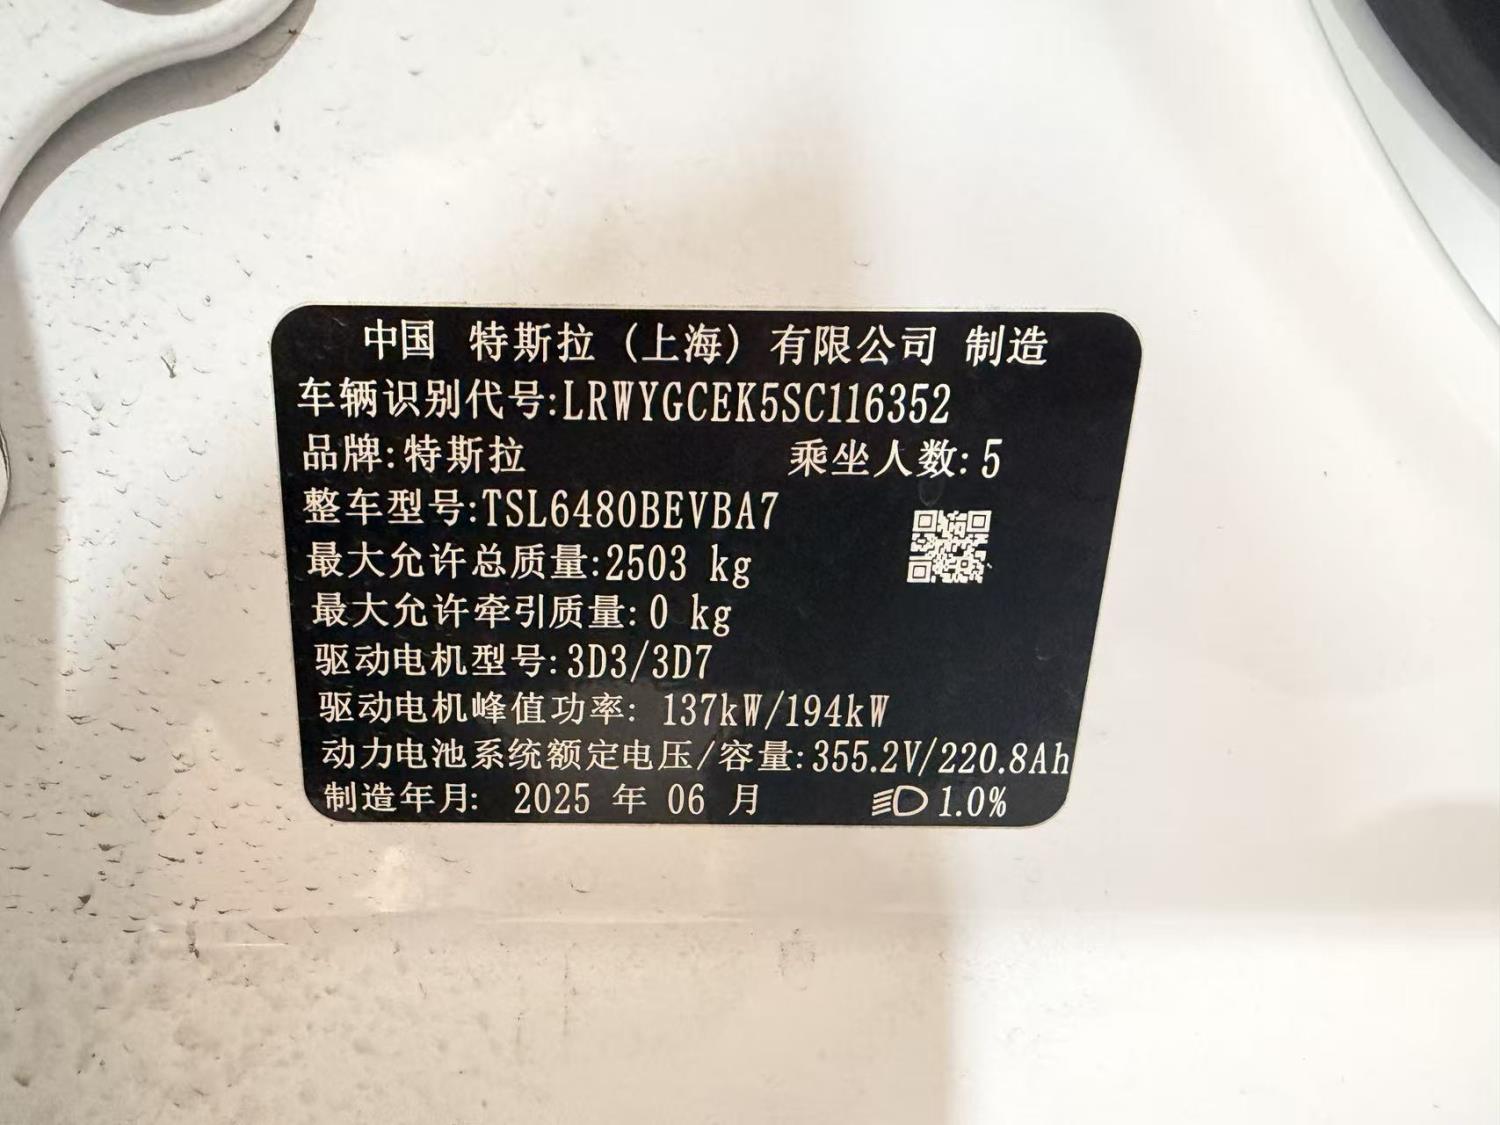 中国 特斯拉（上海）有限公司 制造
车辆识别代号:LRWYGCEK5SC116352
品牌:特斯拉 乘坐人数:5
整车型号:TSL6480BEVBA7
最大允许总质量:2503 kg
最大允许牵引质量:0 kg
驱动电机型号:3D3/3D7
驱动电机峰值功率: 137kW/194kW
动力电池系统额定电压/容量:355.2V/220.8Ah
制造年月: 2025 年 06 月 1.0%